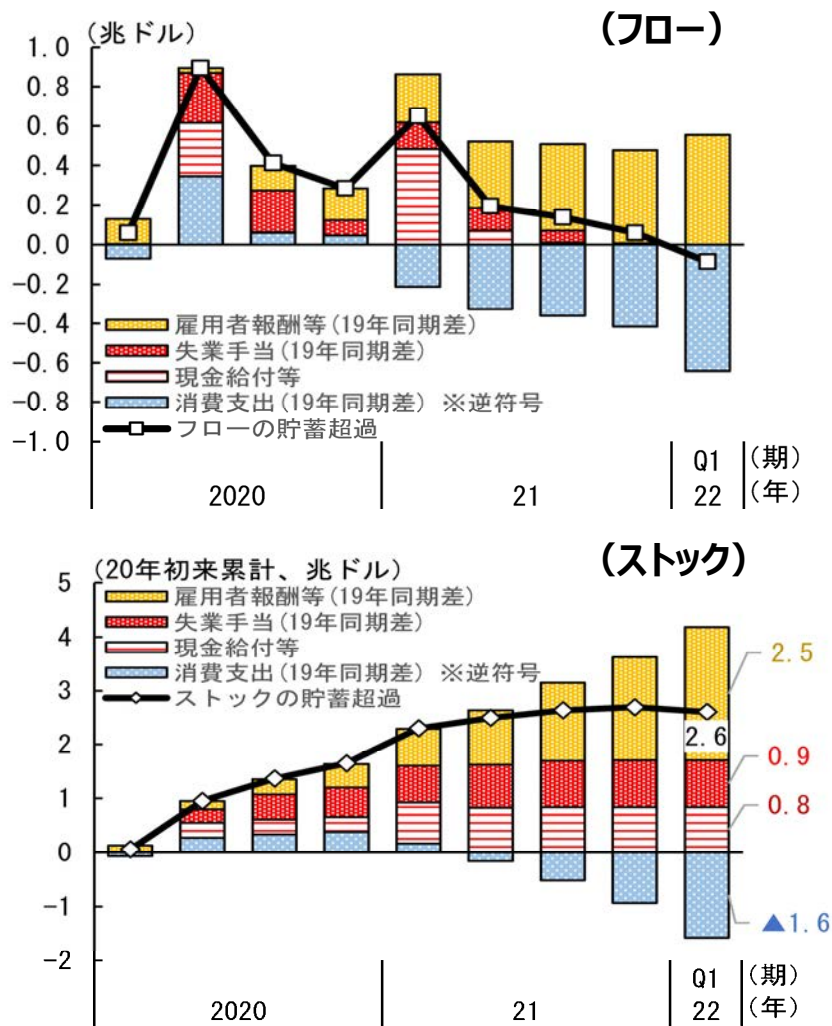 (兆ドル)
(フロー)
1.0
0.8
0.6
0.4
0.2
0.0
-0.2
-0.4
-0.6
-0.8
-1.0
雇用者報酬等(19年同期差)
失業手当(19年同期差)
現金給付等
消費支出(19年同期差) ※逆符号
フローの貯蓄超過
Q1 (期)
2020 21 22 (年)
(20年初来累計、兆ドル)
(ストック)
5
4
3
2
1
0
-1
-2
雇用者報酬等(19年同期差)
失業手当(19年同期差)
現金給付等
消費支出(19年同期差) ※逆符号
ストックの貯蓄超過
2.5
2.6
0.9
0.8
▲1.6
Q1 (期)
2020 21 22 (年)